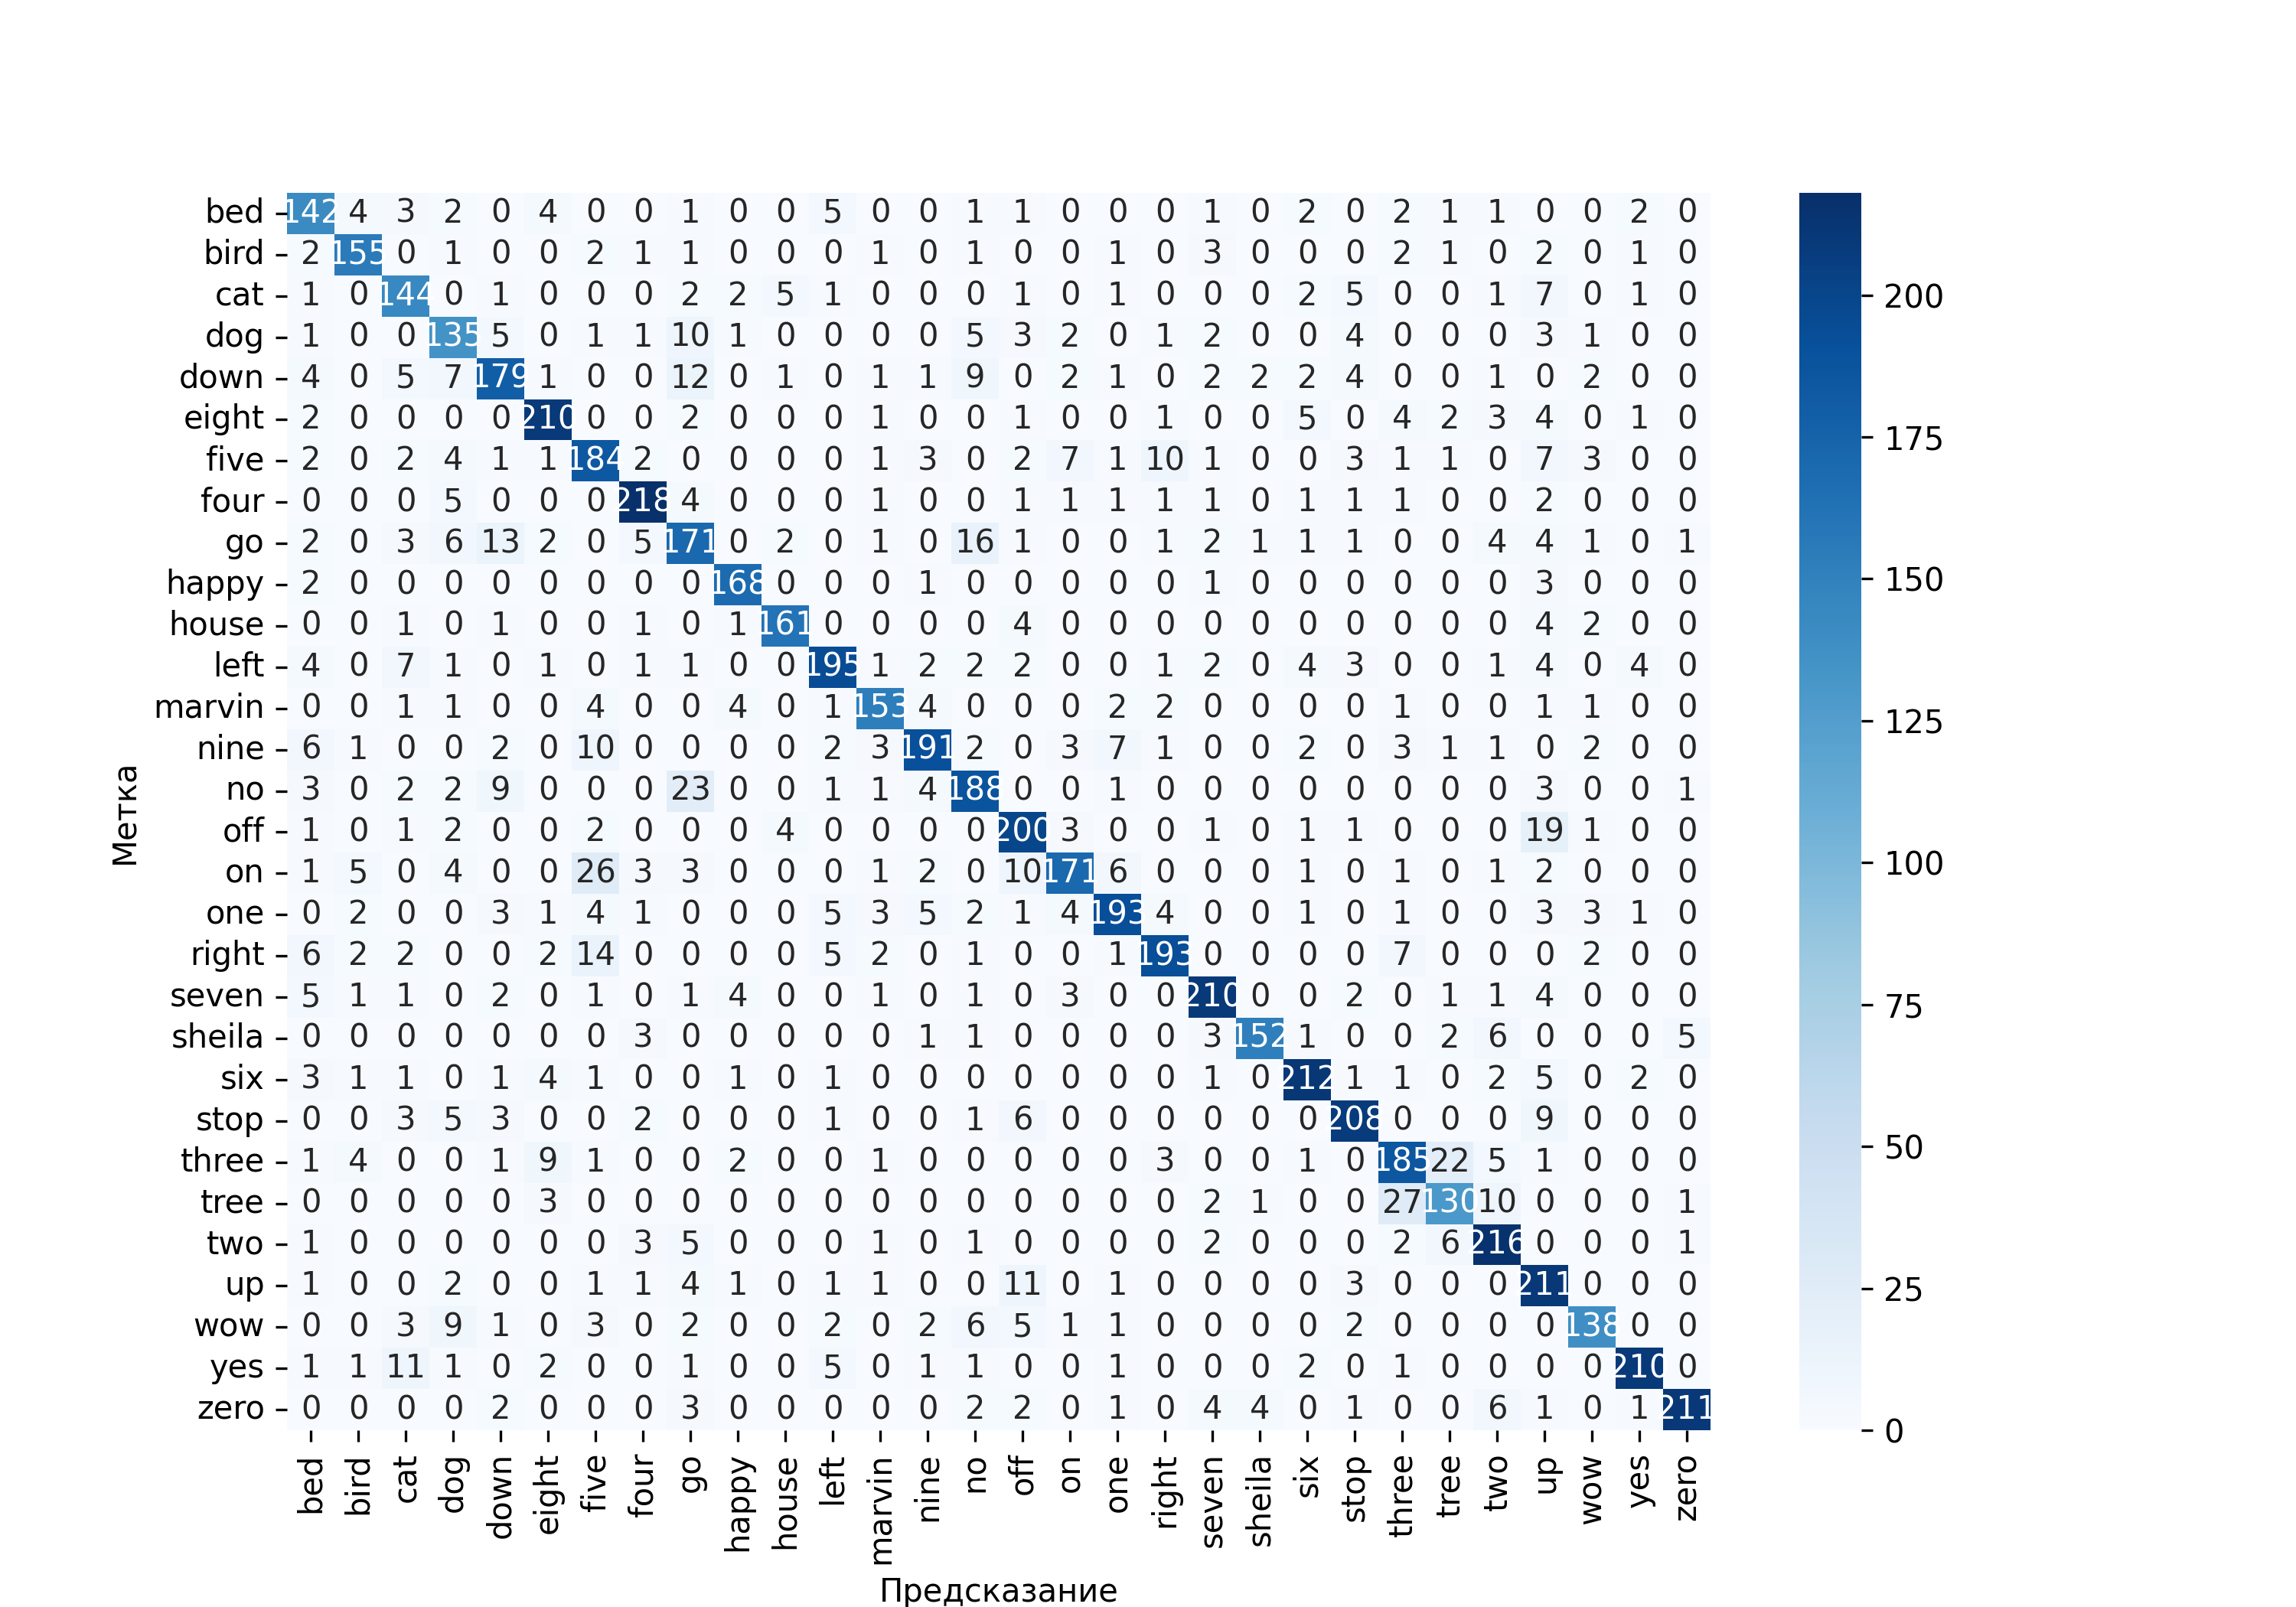 bed 142 4 3 2 0 4 0 0 1 0 0 5 0 0 1 1 0 0 0 1 0 2 0 2 1 1 0 0 2 0
bird 2 155 0 1 0 0 2 1 1 0 0 0 1 0 1 0 0 1 0 3 0 0 0 2 1 0 2 0 1 0
cat 1 0 144 0 1 0 0 0 2 2 5 1 0 0 0 1 0 1 0 0 0 2 5 0 0 1 7 0 1 0
dog 1 0 0 135 5 0 1 1 10 1 0 0 0 0 5 3 2 0 1 2 0 0 4 0 0 0 3 1 0 0
down 4 0 5 7 179 1 0 0 12 0 1 0 1 1 9 0 2 1 0 2 2 2 4 0 0 1 0 2 0 0
eight 2 0 0 0 0 210 0 0 2 0 0 0 1 0 0 1 0 0 1 0 0 5 0 4 2 3 4 0 1 0
five 2 0 2 4 1 1 184 2 0 0 0 0 1 3 0 2 7 1 10 1 0 0 3 1 1 0 7 3 0 0
four 0 0 0 5 0 0 0 218 4 0 0 0 1 0 0 1 1 1 1 1 0 1 1 1 0 0 2 0 0 0
go 2 0 3 6 13 2 0 5 171 0 2 0 1 0 16 1 0 0 1 2 1 1 1 0 0 4 4 1 0 1
happy 2 0 0 0 0 0 0 0 0 168 0 0 0 1 0 0 0 0 0 1 0 0 0 0 0 0 3 0 0 0
house 0 0 1 0 1 0 0 1 0 1 161 0 0 0 0 4 0 0 0 0 0 0 0 0 0 0 4 2 0 0
left 4 0 7 1 0 1 0 1 1 0 0 195 1 2 2 2 0 0 1 2 0 4 3 0 0 1 4 0 4 0
marvin 0 0 1 1 0 0 4 0 0 4 0 1 153 4 0 0 0 2 2 0 0 0 0 1 0 0 1 1 0 0
nine 6 1 0 0 2 0 10 0 0 0 0 2 3 191 2 0 3 7 1 0 0 2 0 3 1 1 0 2 0 0
no 3 0 2 2 9 0 0 0 23 0 0 1 1 4 188 0 0 1 0 0 0 0 0 0 0 0 3 0 0 1
off 1 0 1 2 0 0 2 0 0 0 4 0 0 0 0 200 3 0 0 1 0 1 1 0 0 0 19 1 0 0
on 1 5 0 4 0 0 26 3 3 0 0 0 1 2 0 10 171 6 0 0 0 1 0 1 0 1 2 0 0 0
one 0 2 0 0 3 1 4 1 0 0 0 5 3 5 2 1 4 193 4 0 0 1 0 1 0 0 3 3 1 0
right 6 2 2 0 0 2 14 0 0 0 0 5 2 0 1 0 0 1 193 0 0 0 0 7 0 0 0 2 0 0
seven 5 1 1 0 2 0 1 0 1 4 0 0 1 0 1 0 3 0 0 210 0 0 2 0 1 1 4 0 0 0
sheila 0 0 0 0 0 0 0 3 0 0 0 0 0 1 1 0 0 0 0 3 152 1 0 0 2 6 0 0 0 5
six 3 1 1 0 1 4 1 0 0 1 0 1 0 0 0 0 0 0 0 1 0 212 1 1 0 2 5 0 2 0
stop 0 0 3 5 3 0 0 2 0 0 0 1 0 0 1 6 0 0 0 0 0 0 208 0 0 0 9 0 0 0
three 1 4 0 0 1 9 1 0 0 2 0 0 1 0 0 0 0 0 3 0 0 1 0 185 22 5 1 0 0 0
tree 0 0 0 0 0 3 0 0 0 0 0 0 0 0 0 0 0 0 0 2 1 0 0 27 130 10 0 0 0 1
two 1 0 0 0 0 0 0 3 5 0 0 0 1 0 1 0 0 0 0 2 0 0 0 2 6 216 0 0 0 1
up 1 0 0 2 0 0 1 1 4 1 0 1 1 0 0 11 0 1 0 0 0 0 3 0 0 0 211 0 0 0
wow 0 0 3 9 1 0 3 0 2 0 0 2 0 2 6 5 1 1 0 0 0 0 2 0 0 0 0 138 0 0
yes 1 1 11 1 0 2 0 0 1 0 0 5 0 1 1 0 0 1 0 0 0 2 0 1 0 0 0 0 210 0
zero 0 0 0 0 2 0 0 0 3 0 0 0 0 0 2 2 0 1 0 4 4 0 1 0 0 6 1 0 1 211
bed bird cat dog down eight five four go happy house left marvin nine no off on one right seven sheila six stop three tree two up wow yes zero
Метка
Предсказание
200
175
150
125
100
75
50
25
0